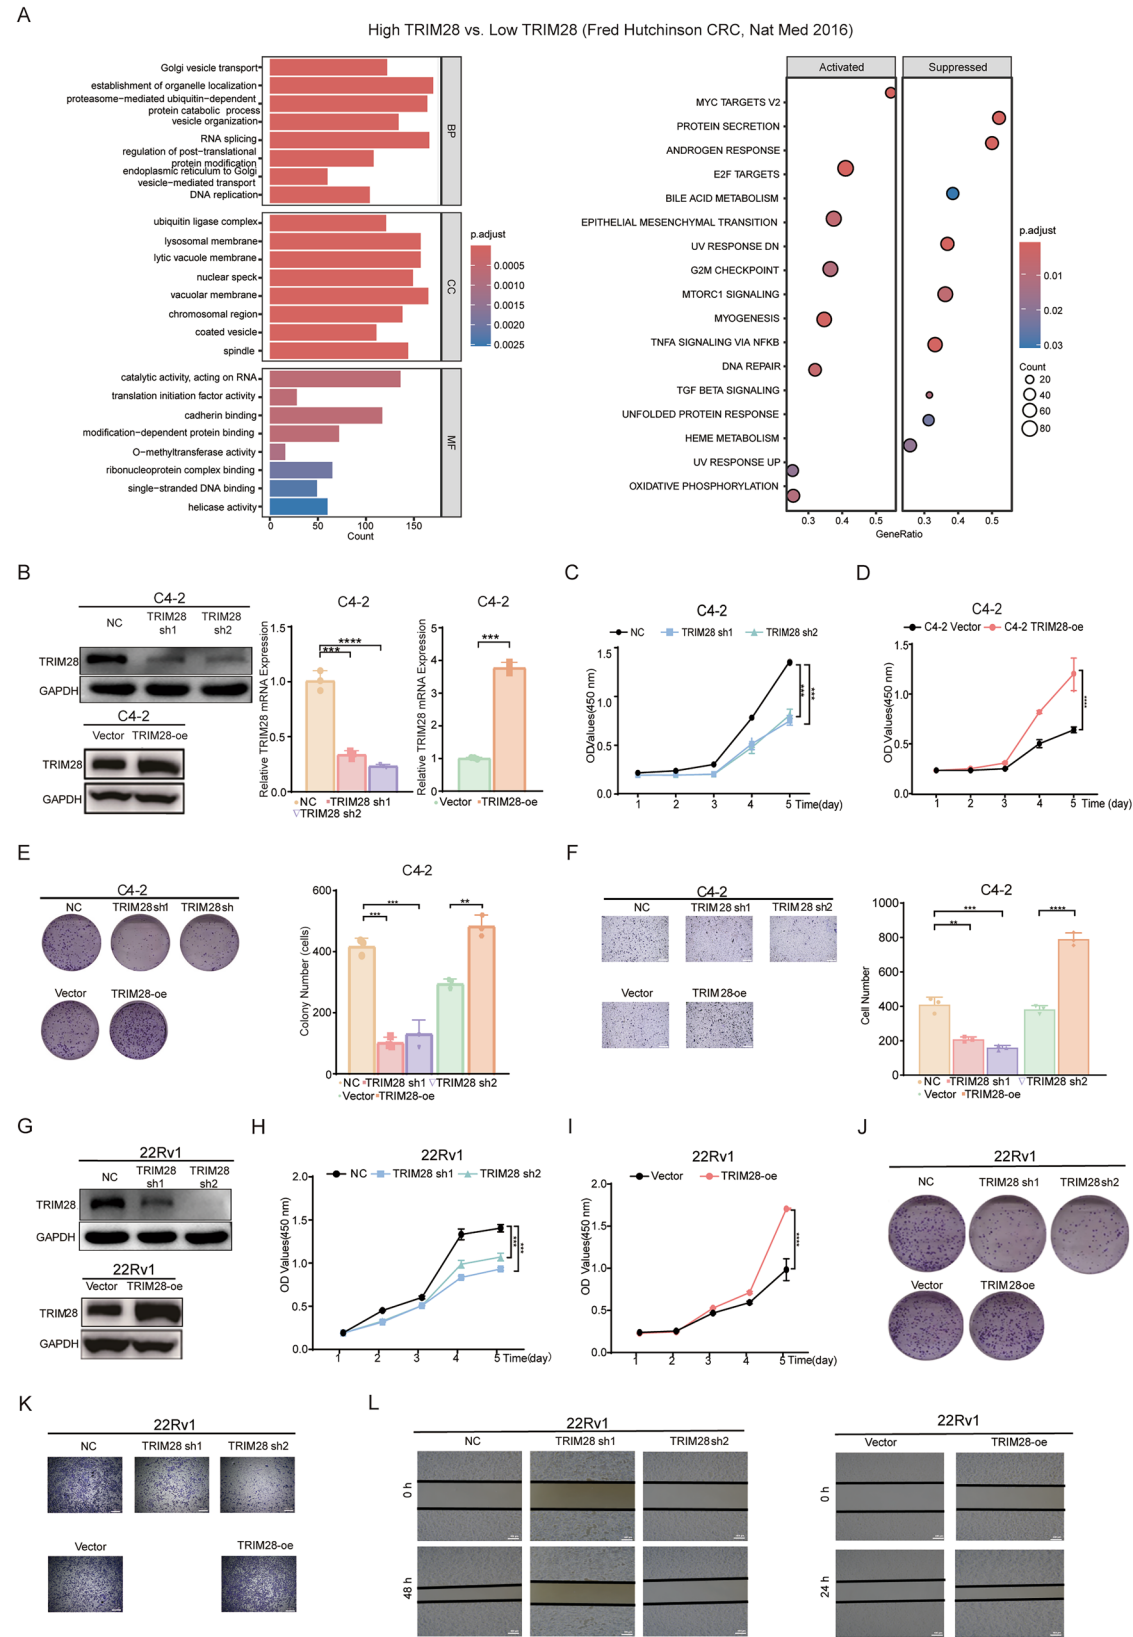 A
High TRIM28 vs. Low TRIM28 (Fred Hutchinson CRC, Nat Med 2016)
Golgi vesicle transport
establishment of organelle localization
proteasome−mediated ubiquitin−dependent
protein catabolic process
vesicle organization
RNA splicing
regulation of post−translational
protein modification
endoplasmic reticulum to Golgi
vesicle−mediated transport
DNA replication
BP
ubiquitin ligase complex
lysosomal membrane
lytic vacuole membrane
nuclear speck
vacuolar membrane
chromosomal region
coated vesicle
spindle
CC
catalytic activity, acting on RNA
translation initiation factor activity
cadherin binding
modification−dependent protein binding
O−methyltransferase activity
ribonucleoprotein complex binding
single−stranded DNA binding
helicase activity
MF
0 50 100 150
Count
p.adjust
0.0005
0.0010
0.0015
0.0020
0.0025
Activated Suppressed
MYC TARGETS V2
PROTEIN SECRETION
ANDROGEN RESPONSE
E2F TARGETS
BILE ACID METABOLISM
EPITHELIAL MESENCHYMAL TRANSITION
UV RESPONSE DN
G2M CHECKPOINT
MTORC1 SIGNALING
MYOGENESIS
TNFA SIGNALING VIA NFKB
DNA REPAIR
TGF BETA SIGNALING
UNFOLDED PROTEIN RESPONSE
HEME METABOLISM
UV RESPONSE UP
OXIDATIVE PHOSPHORYLATION
0.3 0.4 0.5 0.3 0.4 0.5
GeneRatio
p.adjust
0.01
0.02
0.03
Count
20
40
60
80
B
C4-2
NC TRIM28 sh1 TRIM28 sh2
TRIM28
GAPDH
C4-2
Vector TRIM28-oe
TRIM28
GAPDH
C4-2
Relative TRIM28 mRNA Expression
1.5
1.0
0.5
0.0
****
***
NC TRIM28 sh1
TRIM28 sh2
C4-2
Relative TRIM28 mRNA Expression
5
4
3
2
1
0
***
Vector TRIM28-oe
C
C4-2
NC TRIM28 sh1 TRIM28 sh2
ODValues(450 nm)
1.5
1.0
0.5
0.0
*** ***
1 2 3 4 5 Time(day)
D
C4-2
C4-2 Vector C4-2 TRIM28-oe
OD Values(450 nm)
1.5
1.0
0.5
0.0
****
1 2 3 4 5 Time (day)
E
C4-2
NC TRIM28sh1 TRIM28sh
Vector TRIM28-oe
C4-2
Colony Number (cells)
600
400
200
0
*** *** **
NC TRIM28 sh1 TRIM28 sh2
Vector TRIM28-oe
F
C4-2
NC TRIM28 sh1 TRIM28 sh2
Vector TRIM28-oe
C4-2
Cell Number
1000
800
600
400
200
0
** *** ****
NC TRIM28 sh1 TRIM28 sh2
Vector TRIM28-oe
G
22Rv1
NC TRIM28 sh1 TRIM28 sh2
TRIM28
GAPDH
22Rv1
Vector TRIM28-oe
TRIM28
GAPDH
H
22Rv1
NC TRIM28 sh1 TRIM28 sh2
OD Values(450 nm)
2.0
1.5
1.0
0.5
0.0
*** ***
1 2 3 4 5 Time(day)
I
22Rv1
Vector TRIM28-oe
OD Values(450 nm)
2.0
1.5
1.0
0.5
0.0
****
1 2 3 4 5 Time(day)
J
22Rv1
NC TRIM28 sh1 TRIM28sh2
Vector TRIM28-oe
K
22Rv1
NC TRIM28 sh1 TRIM28 sh2
Vector TRIM28-oe
L
22Rv1
NC TRIM28 sh1 TRIM28sh2
0 h
48 h
22Rv1
Vector TRIM28-oe
0 h
24 h